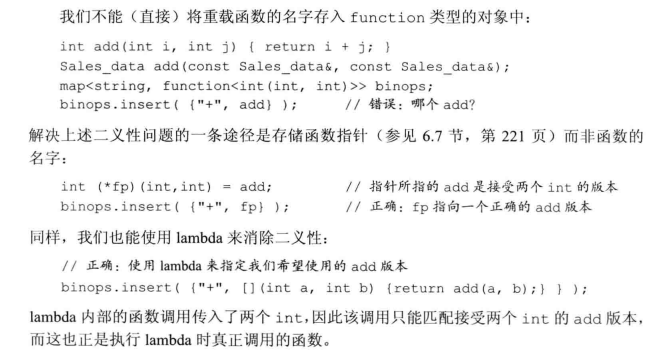 我们不能（直接）将重载函数的名字存入 function 类型的对象中：
int add(int i, int j) { return i + j; }
Sales_data add(const Sales_data&, const Sales_data&);
map<string, function<int(int, int)>> binops;
binops.insert( {"+", add} ); // 错误：哪个 add?
解决上述二义性问题的一条途径是存储函数指针（参见 6.7 节，第 221 页）而非函数的
名字：
int (*fp)(int,int) = add; // 指针所指的 add 是接受两个 int 的版本
binops.insert( {"+", fp} ); // 正确：fp 指向一个正确的 add 版本
同样，我们也能使用 lambda 来消除二义性：
// 正确：使用 lambda 来指定我们希望使用的 add 版本
binops.insert( {"+", [](int a, int b) {return add(a, b);} } );
lambda 内部的函数调用传入了两个 int，因此该调用只能匹配接受两个 int 的 add 版本，
而这也正是执行 lambda 时真正调用的函数。